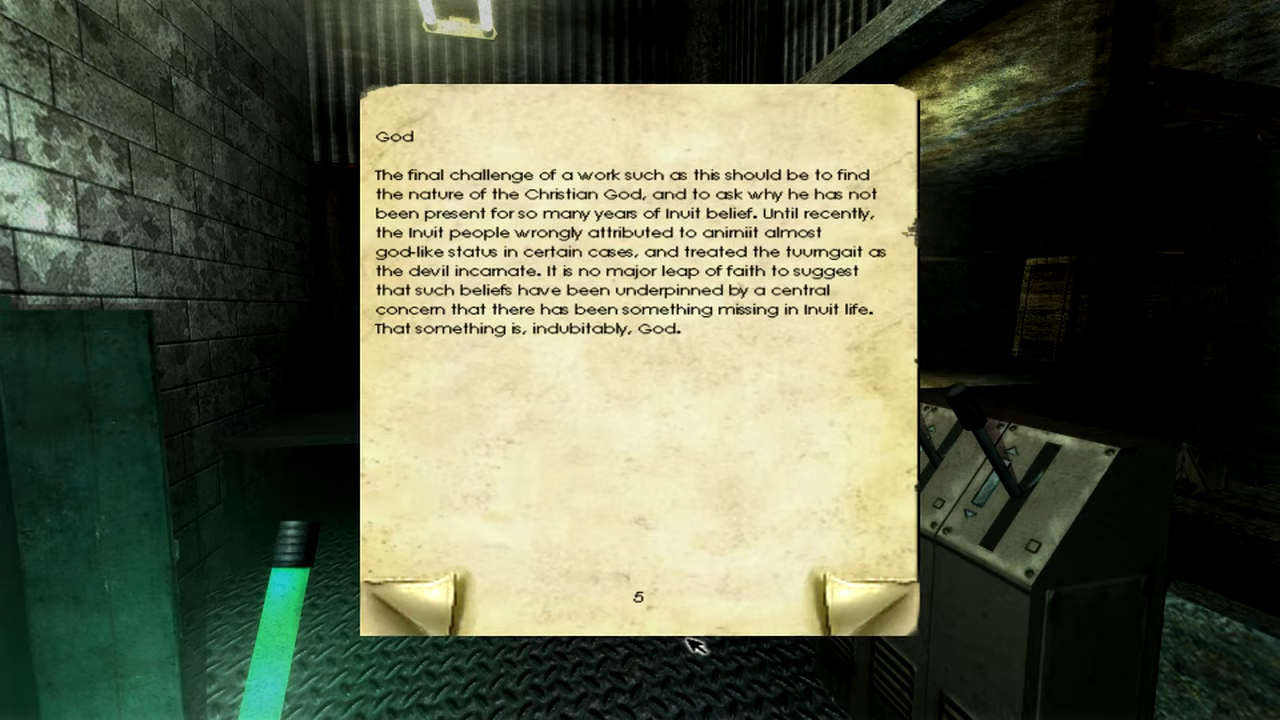 God
The final challenge of a work such as this should be to find
the nature of the Christian God, and to ask why he has not
been present for so many years of Inuit belief. Until recently,
the Inuit people wrongly attributed to anirniit almost
god-like status in certain cases, and treated the tuurngait as
the devil incarnate. It is no major leap of faith to suggest
that such beliefs have been underpinned by a central
concern that there has been something missing in Inuit life.
That something is, indubitably, God.
5